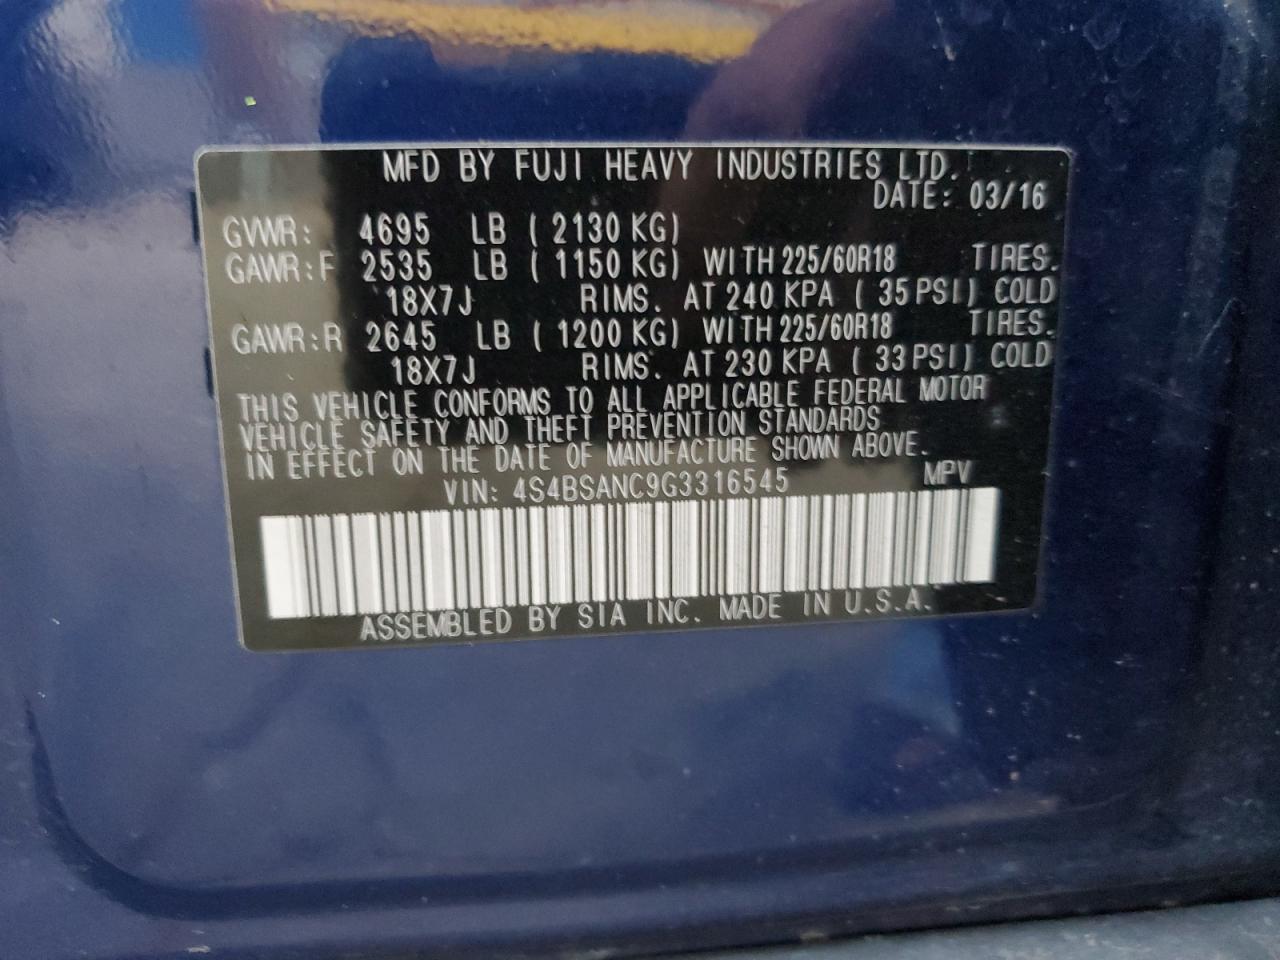 MFD BY FUJI HEAVY INDUSTRIES LTD.
DATE: 03/16
GVWR: 4695 LB ( 2130 KG)
GAWR:F 2535 LB ( 1150 KG) WITH 225/60R18 TIRES.
18X7J RIMS. AT 240 KPA ( 35 PSI) COLD
GAWR:R 2645 LB ( 1200 KG) WITH 225/60R18 TIRES.
18X7J RIMS. AT 230 KPA ( 33 PSI) COLD
THIS VEHICLE CONFORMS TO ALL APPLICABLE FEDERAL MOTOR
VEHICLE SAFETY AND THEFT PREVENTION STANDARDS
IN EFFECT ON THE DATE OF MANUFACTURE SHOWN ABOVE.
VIN: 4S4BSANC9G3316545 MPV
ASSEMBLED BY SIA INC. MADE IN U.S.A.